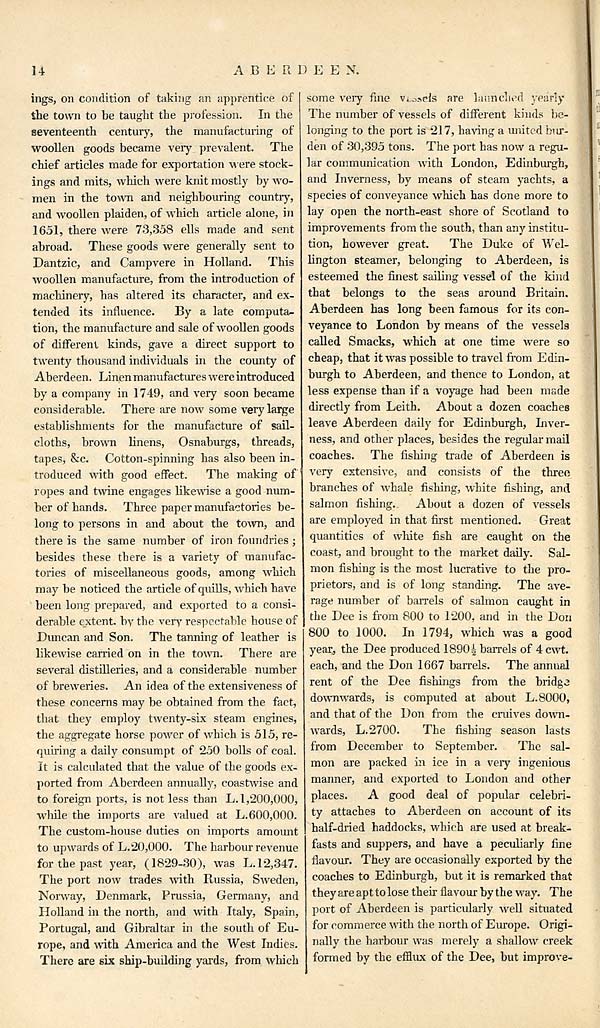 14
ABERDEEN.
ings, on condition of taking an apprentice of
the town to be taught the profession. In the
seventeenth century, the manufacturing of
woollen goods became very prevalent. The
chief articles made for exportation were stock-
ings and mits, which were knit mostly by wo-
men in the town and neighbouring country,
and woollen plaiden, of which article alone, in
1651, there were 73,358 ells made and sent
abroad. These goods were generally sent to
Dantzic, and Campvere in Holland. This
woollen manufacture, from the introduction of
machinery, has altered its character, and ex-
tended its influence. By a late computa-
tion, the manufacture and sale of woollen goods
of different kinds, gave a direct support to
twenty thousand individuals in the county of
Aberdeen. Linen manufactures were introduced
by a company in 1749, and very soon became
considerable. There are now some very large
establishments for the manufacture of sail-
cloths, brown linens, Osnaburgs, threads,
tapes, &c. Cotton-spinning has also been in-
troduced with good effect. The making of
ropes and twine engages likewise a good num-
ber of hands. Three paper manufactories be-
long to persons in and about the town, and
there is the same number of iron foundries;
besides these there is a variety of manufac-
tories of miscellaneous goods, among which
may be noticed the article of quills, which have
been long prepared, and exported to a consi-
derable extent. by the very respectable house of
Duncan and Son. The tanning of leather is
likewise carried on in the town. There are
several distilleries, and a considerable number
of breweries. An idea of the extensiveness of
these concerns may be obtained from the fact,
that they employ twenty-six steam engines,
the aggregate horse power of which is 515, re-
quiring a daily consumpt of 250 bolls of coal.
It is calculated that the value of the goods ex-
ported from Aberdeen annually, coastwise and
to foreign ports, is not less than L.1,200,000,
while the imports are valued at L.600,000.
The custom-house duties on imports amount
to upwards of L.20,000. The harbour revenue
for the past year, (1829-30), was L.12,347.
The port now trades with Russia, Sweden,
Norway, Denmark, Prussia, Germany, and
Holland in the north, and with Italy, Spain,
Portugal, and Gibraltar in the south of Eu-
rope, and with America and the West Indies.
There are six ship-building yards, from which
some very fine vessels are launched yearly
The number of vessels of different kinds be-
longing to the port is 217, having a united bur-
den of 30,395 tons. The port has now a regu-
lar communication with London, Edinburgh,
and Inverness, by means of steam yachts, a
species of conveyance which has done more to
lay open the north-east shore of Scotland to
improvements from the south, than any institu-
tion, however great. The Duke of Wel-
lington steamer, belonging to Aberdeen, is
esteemed the finest sailing vessel of the kind
that belongs to the seas around Britain.
Aberdeen has long been famous for its con-
veyance to London by means of the vessels
called Smacks, which at one time were so
cheap, that it was possible to travel from Edin-
burgh to Aberdeen, and thence to London, at
less expense than if a voyage had been made
directly from Leith. About a dozen coaches
leave Aberdeen daily for Edinburgh, Inver-
ness, and other places, besides the regular mail
coaches. The fishing trade of Aberdeen is
very extensive, and consists of the three
branches of whale fishing, white fishing, and
salmon fishing. About a dozen of vessels
are employed in that first mentioned. Great
quantities of white fish are caught on the
coast, and brought to the market daily. Sal-
mon fishing is the most lucrative to the pro-
prietors, and is of long standing. The ave-
rage number of barrels of salmon caught in
the Dee is from 800 to 1200, and in the Don
800 to 1000. In 1794, which was a good
year, the Dee produced 1890½ barrels of 4 cwt.
each, and the Don 1667 barrels. The annual
rent of the Dee fishings from the bridge
downwards, is computed at about L.8000,
and that of the Don from the cruives down-
wards, L.2700. The fishing season lasts
from December to September. The sal-
mon are packed in ice in a very ingenious
manner, and exported to London and other
places. A good deal of popular celebri-
ty attaches to Aberdeen on account of its
half-dried haddocks, which are used at break-
fasts and suppers, and have a peculiarly fine
flavour. They are occasionally exported by the
coaches to Edinburgh, but it is remarked that
they are apt to lose their flavour by the way. The
port of Aberdeen is particularly well situated
for commerce with the north of Europe. Origi-
nally the harbour was merely a shallow creek
formed by the efflux of the Dee, but improve-